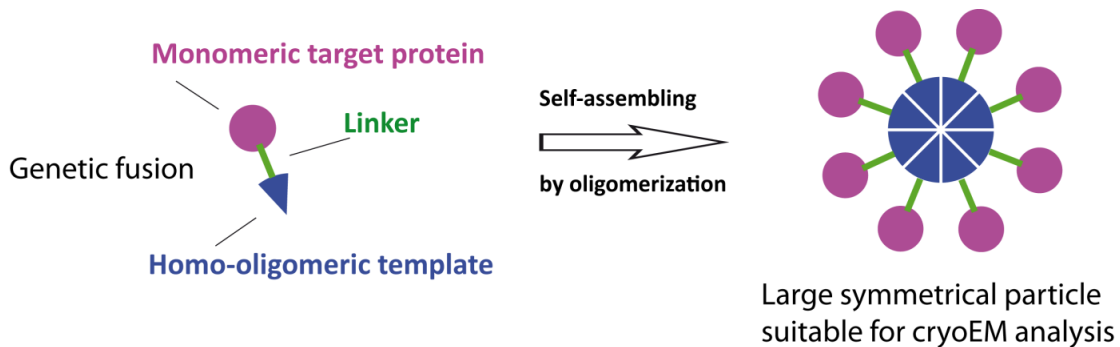 Monomeric target protein
Linker
Genetic fusion
Homo-oligomeric template
Self-assembling
by oligomerization
Large symmetrical particle
suitable for cryoEM analysis